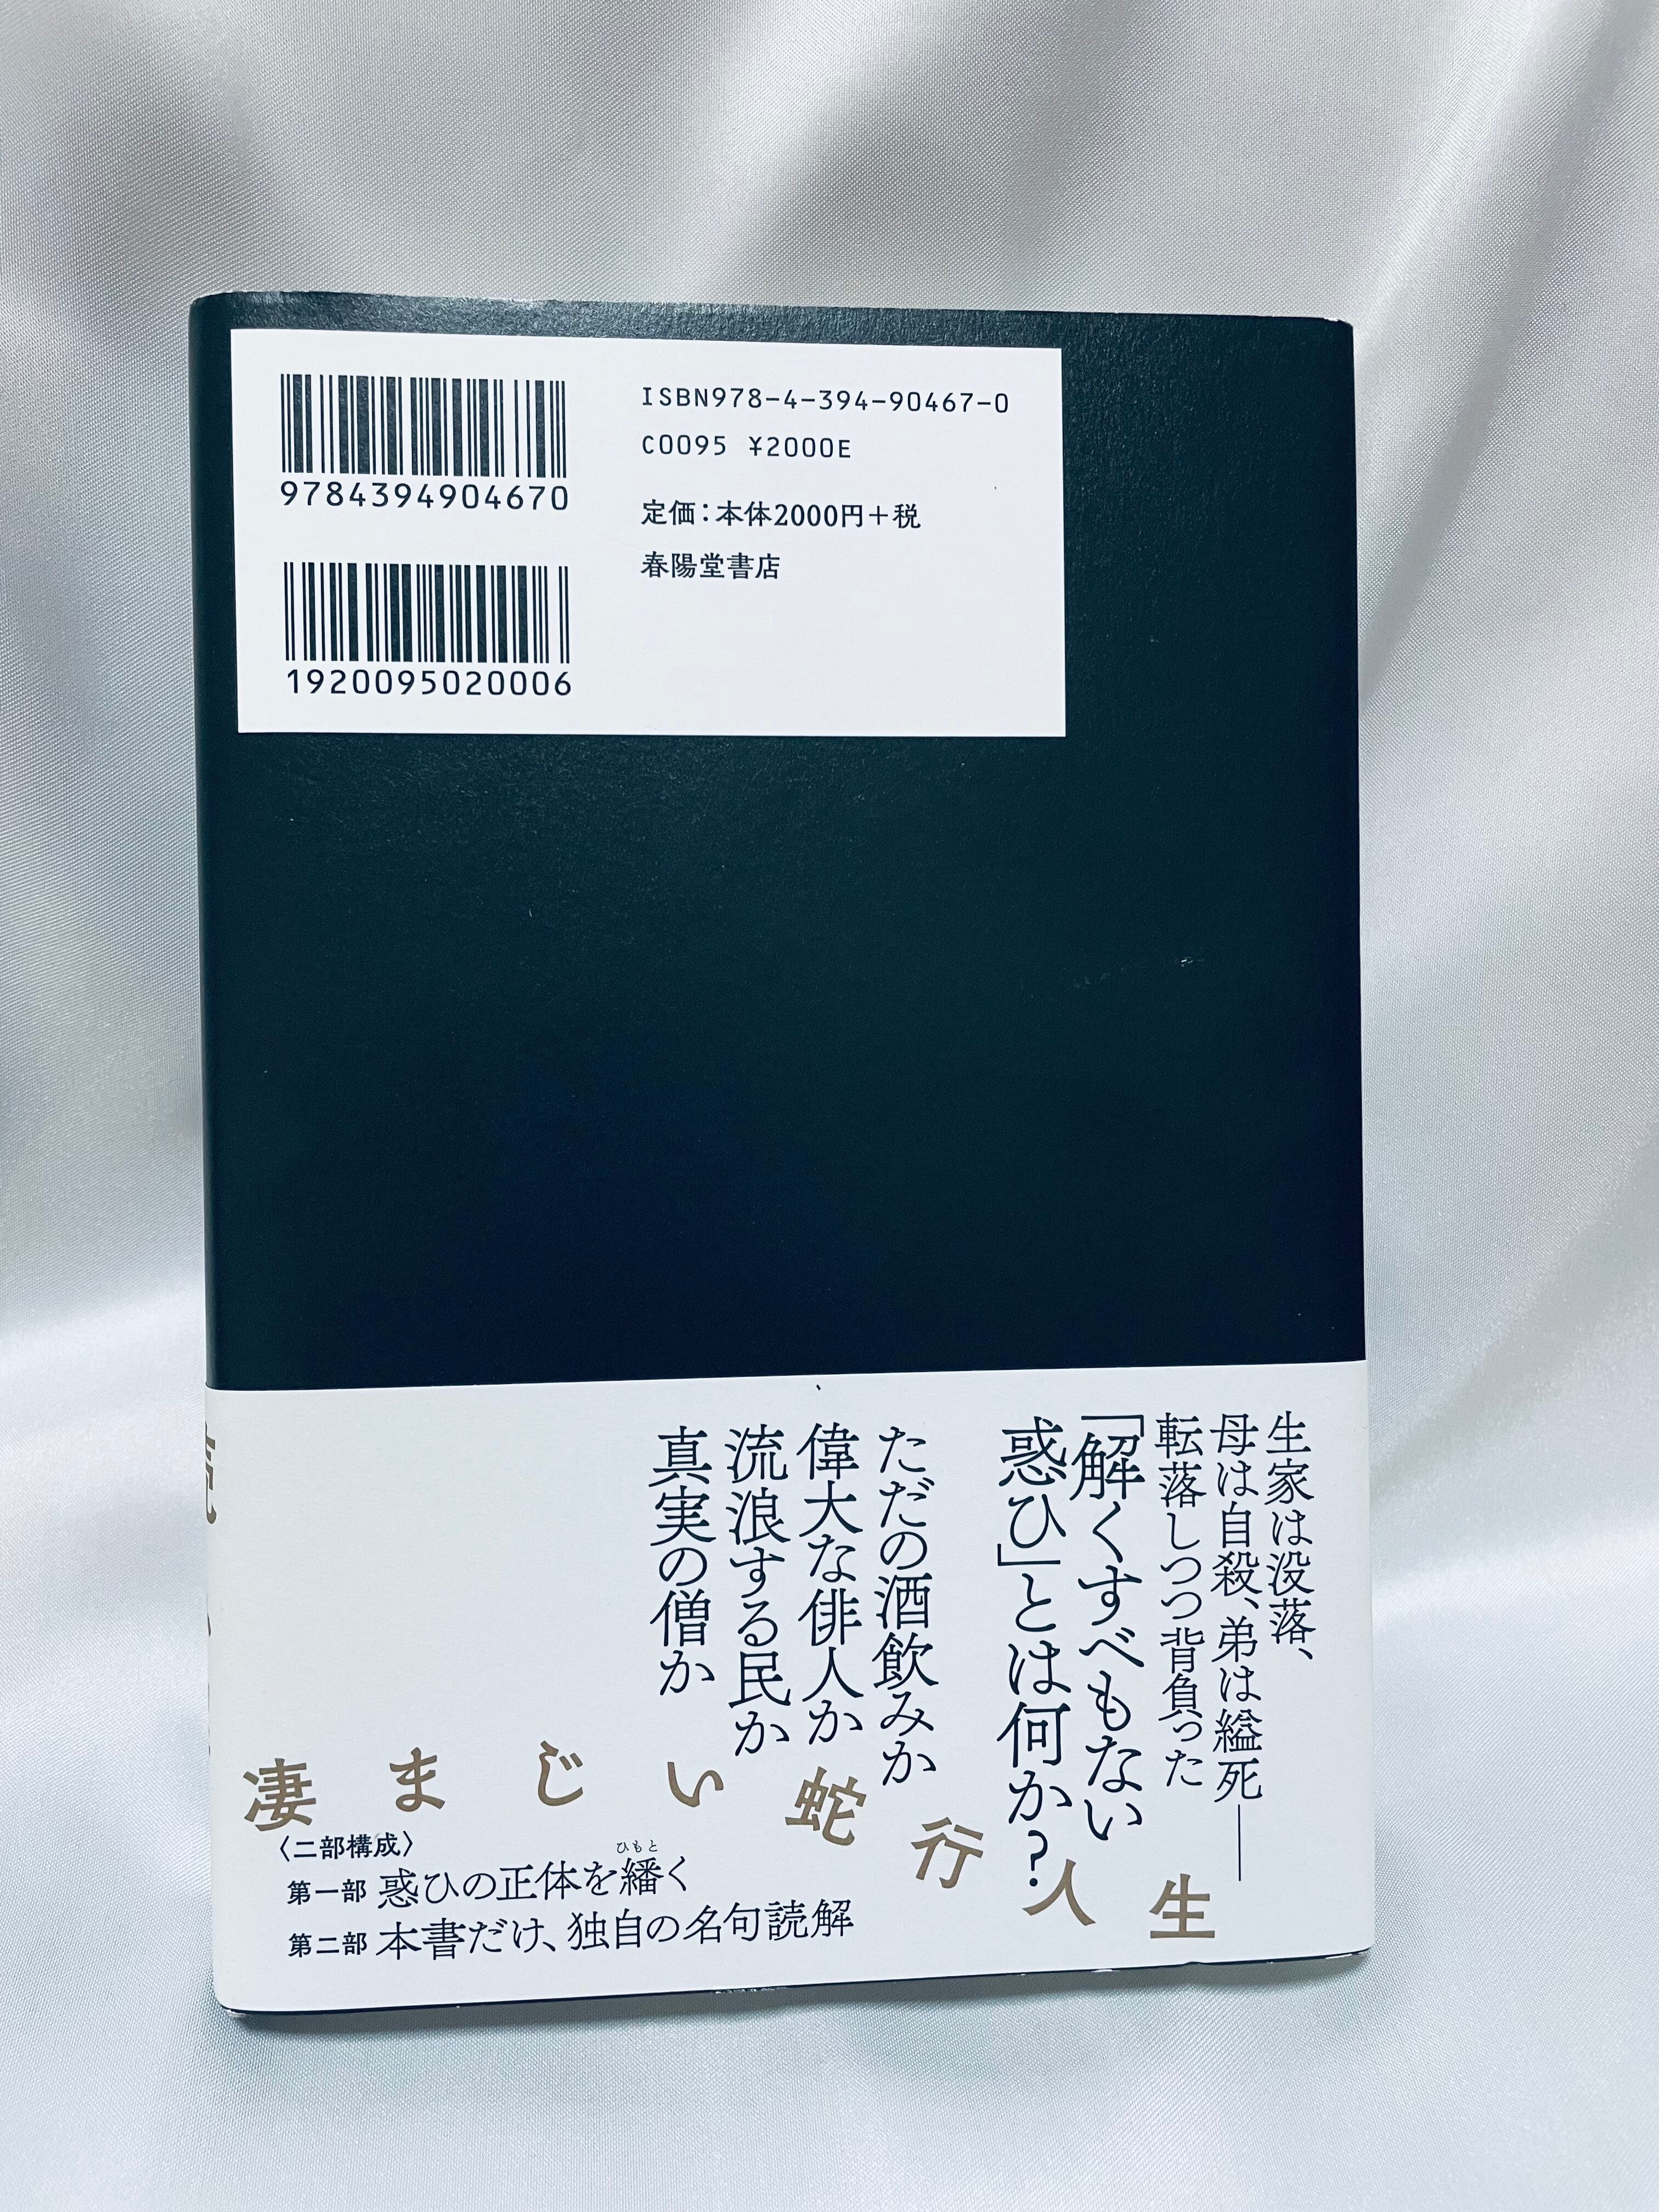 9784394904670
1920095020006
ISBN978-4-394-90467-0
C0095 ¥2000E
定価：本体2000円＋税
春陽堂書店
生家は没落、
母は自殺、弟は縊死――
転落しつつ背負った
「解くすべもない
惑ひ」とは何か？
ただの酒飲みか
偉大な俳人か
流浪する民か
真実の僧か
凄まじい蛇行人生
〈二部構成〉
第一部 惑ひの正体を繙く
ひもと
第二部 本書だけ、独自の名句読解